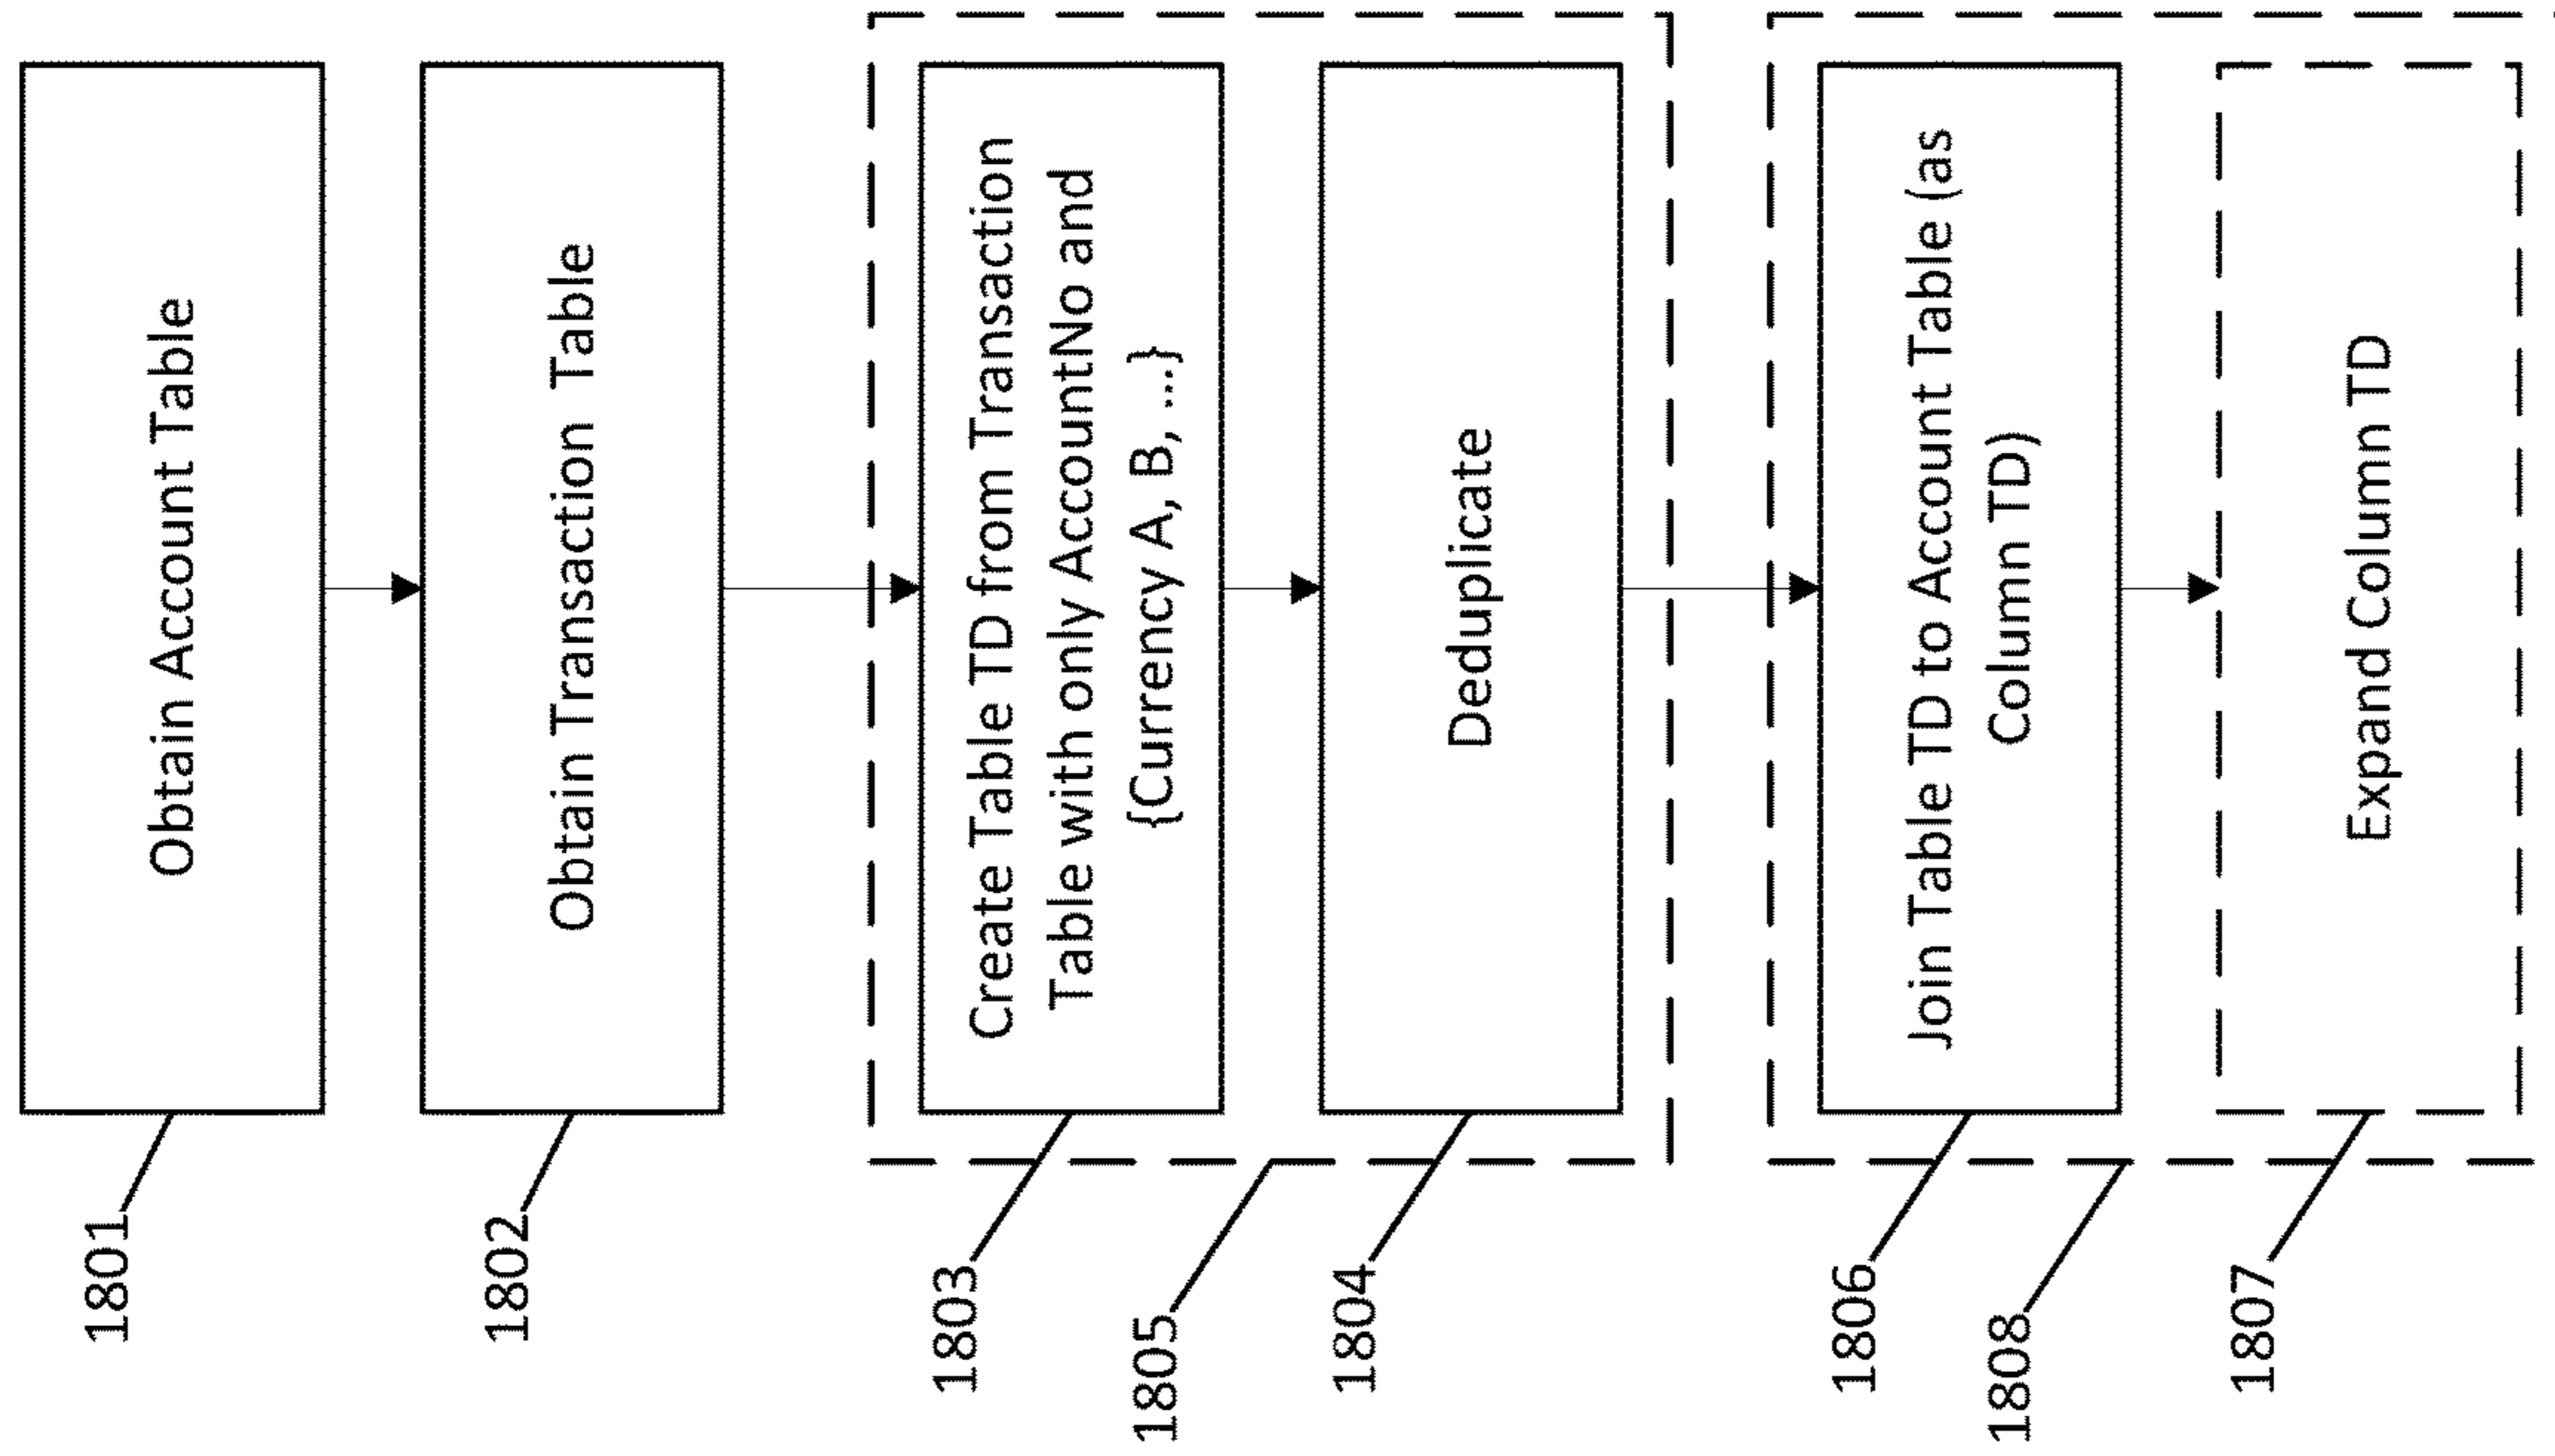 1801
Obtain Account Table
1802
Obtain Transaction Table
1803
Create Table TD from Transaction
Table with only AccountNo and
{Currency A, B, ...}
1805
1804
Deduplicate
1806
Join Table TD to Account Table (as
Column TD)
1808
1807
Expand Column TD